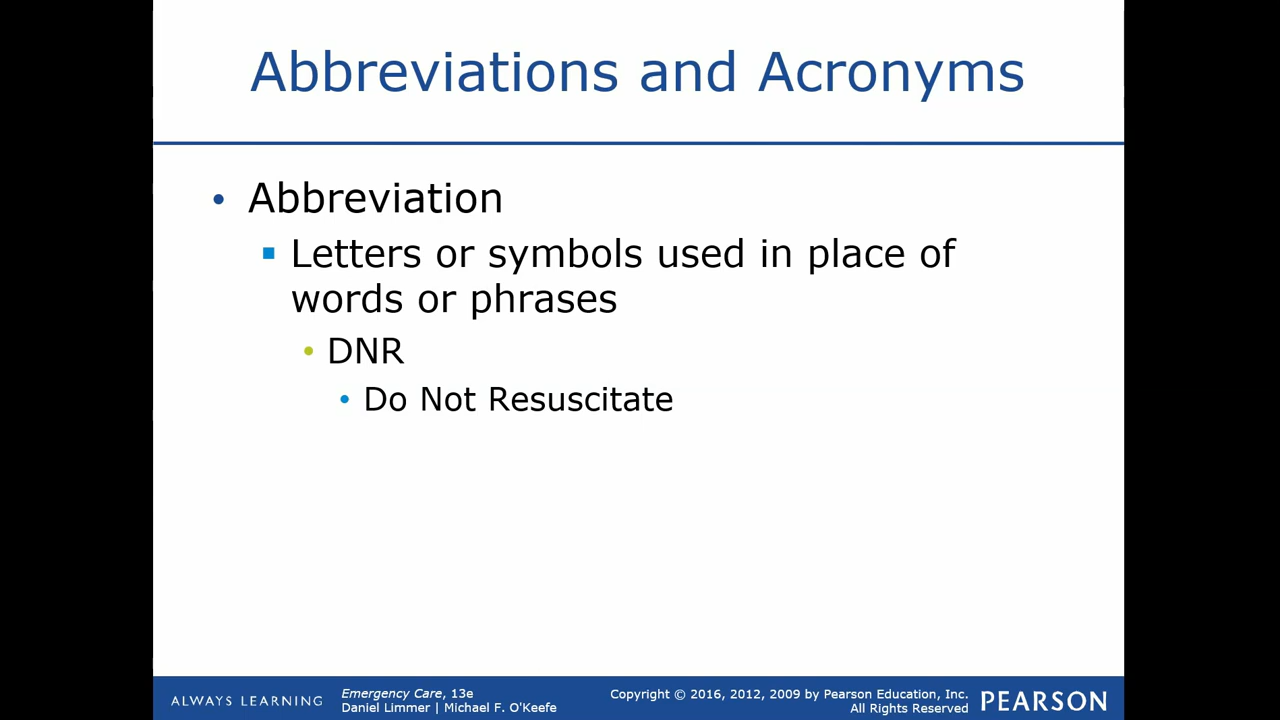 Abbreviations and Acronyms
• Abbreviation
▪ Letters or symbols used in place of
words or phrases
• DNR
• Do Not Resuscitate
ALWAYS LEARNING
Emergency Care, 13e
Daniel Limmer | Michael F. O'Keefe
Copyright © 2016, 2012, 2009 by Pearson Education, Inc.
All Rights Reserved
PEARSON